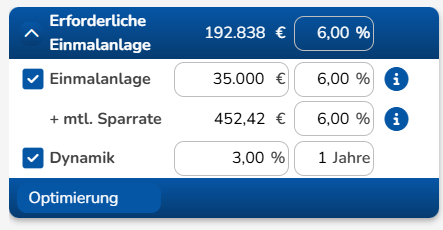 Erforderliche
Einmalanlage 192.838 € 6,00 %
Einmalanlage 35.000 € 6,00 % i
+ mtl. Sparrate 452,42 € 6,00 % i
Dynamik 3,00 % 1 Jahre
Optimierung